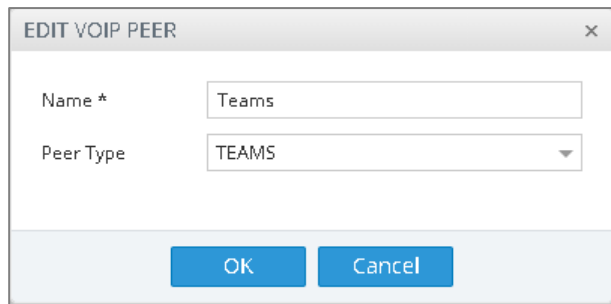 EDIT VOIP PEER ×
Name * Teams
Peer Type TEAMS
OK Cancel